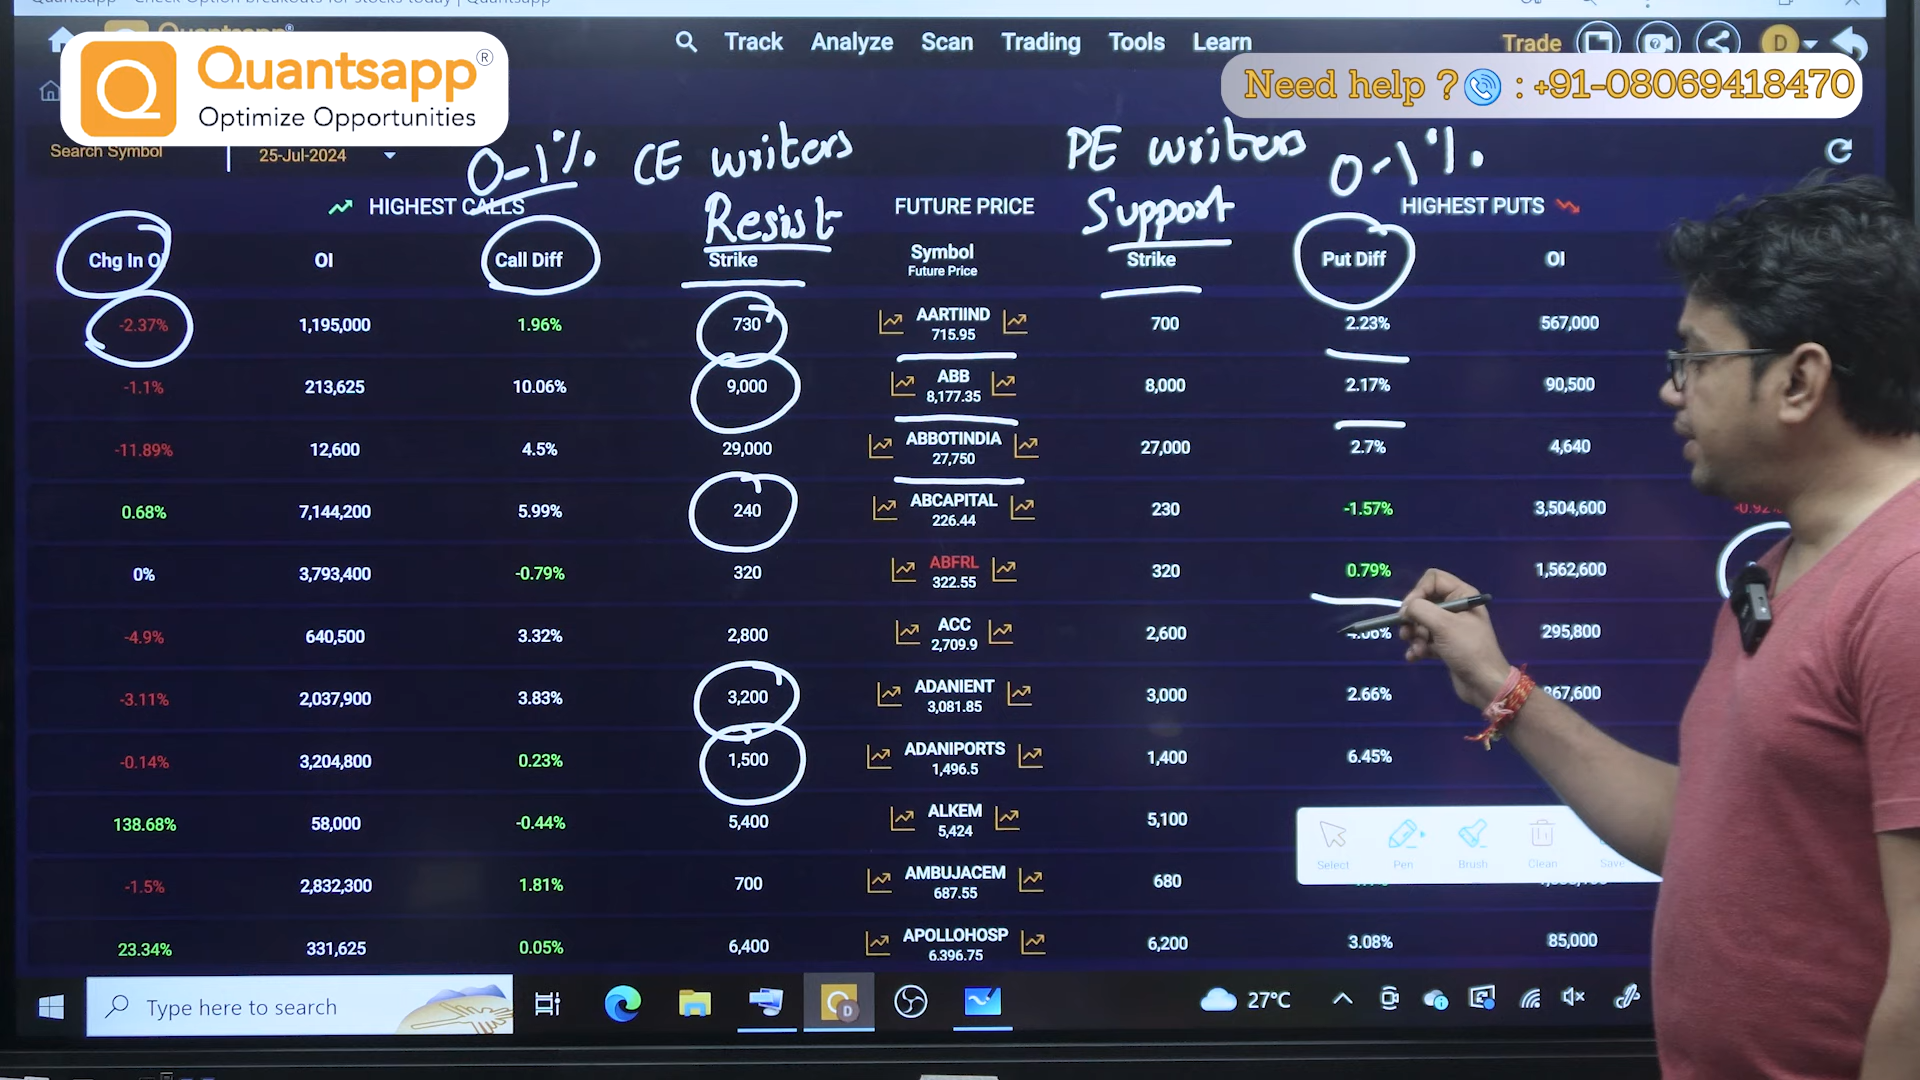 Quantsapp®
Optimize Opportunities
Track Analyze Scan Trading Tools Learn
Trade
D
Need help ? : +91-08069418470
Search Symbol
25-Jul-2024
0-1% CE writers
PE writers 0-1%
Resist
Support
HIGHEST CALLS FUTURE PRICE HIGHEST PUTS
Chg In OI OI Call Diff Strike Symbol Strike Put Diff OI
Future Price
-2.37% 1,195,000 1.96% 730 AARTIIND 700 2.23% 567,000
715.95
-1.1% 213,625 10.06% 9,000 ABB 8,000 2.17% 90,500
8,177.35
-11.89% 12,600 4.5% 29,000 ABBOTINDIA 27,000 2.7% 4,640
27,750
0.68% 7,144,200 5.99% 240 ABCAPITAL 230 -1.57% 3,504,600
226.44
0% 3,793,400 -0.79% 320 ABFRL 320 0.79% 1,562,600
322.55
-4.9% 640,500 3.32% 2,800 ACC 2,600 295,800
2,709.9
-3.11% 2,037,900 3.83% 3,200 ADANIENT 3,000 2.66%
3,081.85
-0.14% 3,204,800 0.23% 1,500 ADANIPORTS 1,400 6.45%
1,496.5
138.68% 58,000 -0.44% 5,400 ALKEM 5,100
5,424
Select Pen Brush Clean Save
-1.5% 2,832,300 1.81% 700 AMBUJACEM 680
687.55
23.34% 331,625 0.05% 6,400 APOLLOHOSP 6,200 3.08% 85,000
6,396.75
Type here to search
D
27°C